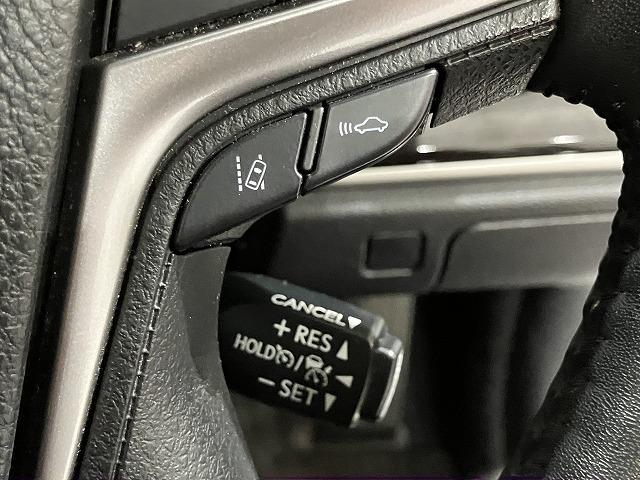 CANCEL▼
+ RES ▲
HOLD / ◄
− SET ▼